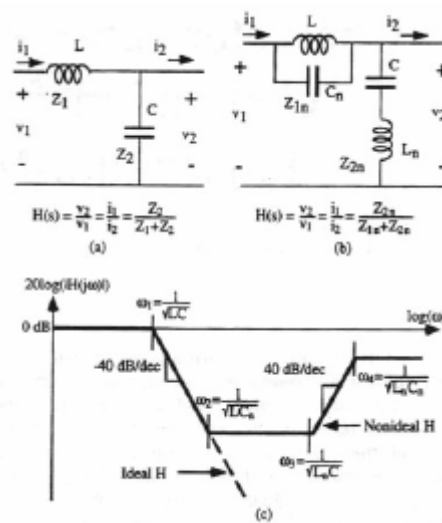 i₁ L i₂
Z₁
+ C +
v₁ v₂
- Z₂ -
H(s) = v₂/v₁ = i₁/i₂ = Z₂/(Z₁+Z₂)
(a)
i₁ L i₂
Z₁ₙ Cₙ
+ C +
v₁ v₂
- Z₂ₙ Lₙ -
H(s) = v₂/v₁ = i₁/i₂ = Z₂ₙ/(Z₁ₙ+Z₂ₙ)
(b)
20log(|H(jω)|)
ω₁=1/√LC
log(ω
0 dB
-40 dB/dec
40 dB/dec
ω₂=1/√LCₙ
ω₄=1/√LₙCₙ
Nonideal H
ω₃=1/√LₙC
Ideal H
(c)